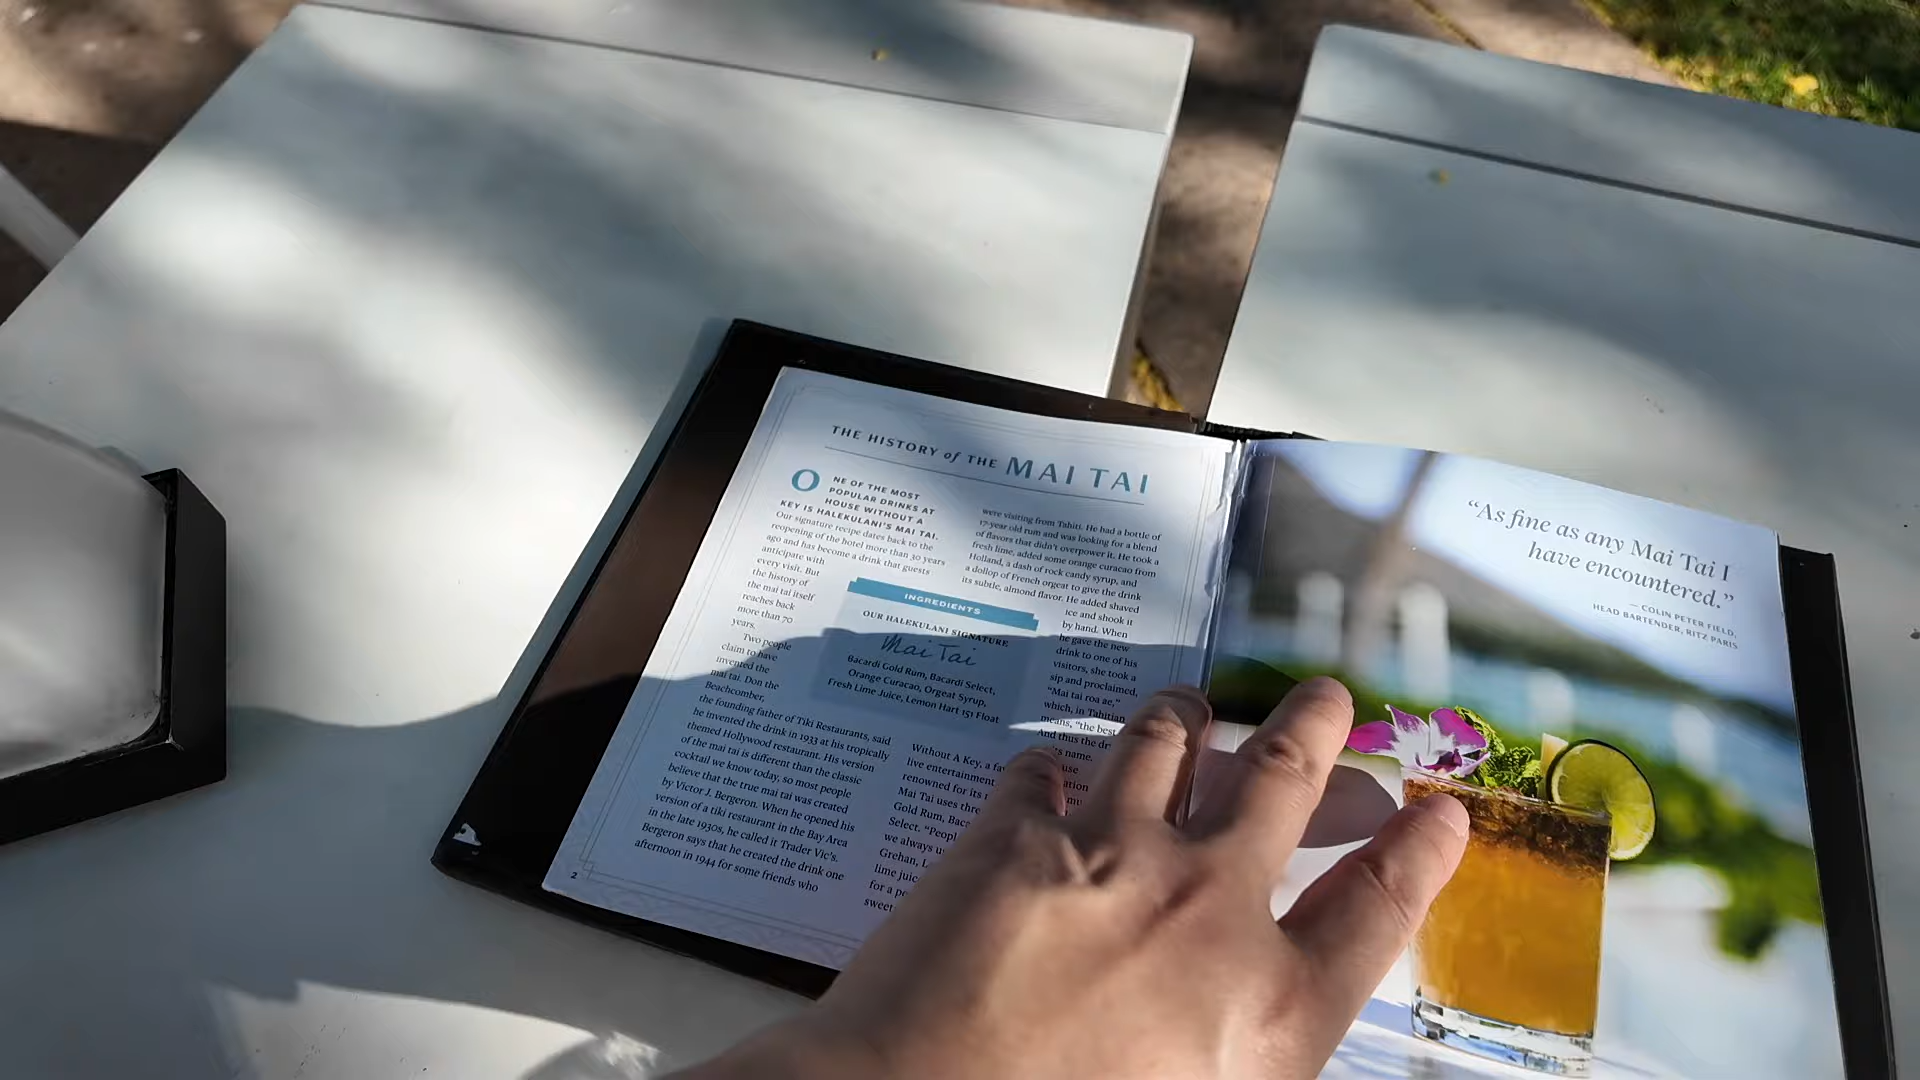 THE HISTORY of THE MAI TAI
ONE OF THE MOST
POPULAR DRINKS AT
HOUSE WITHOUT A
KEY IS HALEKULANI'S MAI TAI.
Our signature recipe dates back to the
reopening of the hotel more than 30 years
ago and has become a drink that guests
anticipate with
every visit. But
the history of
the mai tai itself
reaches back
more than 70
years.
Two people
claim to have
invented the
mai tai. Don the
Beachcomber,
the founding father of Tiki Restaurants, said
he invented the drink in 1933 at his tropically
themed Hollywood restaurant. His version
of the mai tai is different than the classic
cocktail we know today, so most people
believe that the true mai tai was created
by Victor J. Bergeron. When he opened his
version of a tiki restaurant in the Bay Area
in the late 1930s, he called it Trader Vic's.
Bergeron says that he created the drink one
afternoon in 1944 for some friends who
2
were visiting from Tahiti. He had a bottle of
17-year old rum and was looking for a blend
of flavors that didn't overpower it. He took a
fresh lime, added some orange curacao from
Holland, a dash of rock candy syrup, and
a dollop of French orgeat to give the drink
its subtle, almond flavor. He added shaved
ice and shook it
by hand. When
he gave the new
drink to one of his
visitors, she took a
sip and proclaimed,
"Mai tai roa ae,"
which, in Tahitian
means, "the best
And thus the
its name.
INGREDIENTS
OUR HALEKULANI SIGNATURE
Mai Tai
Bacardi Gold Rum, Bacardi Select,
Orange Curacao, Orgeat Syrup,
Fresh Lime Juice, Lemon Hart 151 Float
Without A Key, a
live entertainment
renowned for its
Mai Tai uses
Gold Rum,
Select.
we always
Grehan,
lime
for a
"As fine as any Mai Tai I
have encountered."
— COLIN PETER FIELD,
HEAD BARTENDER, RITZ PARIS